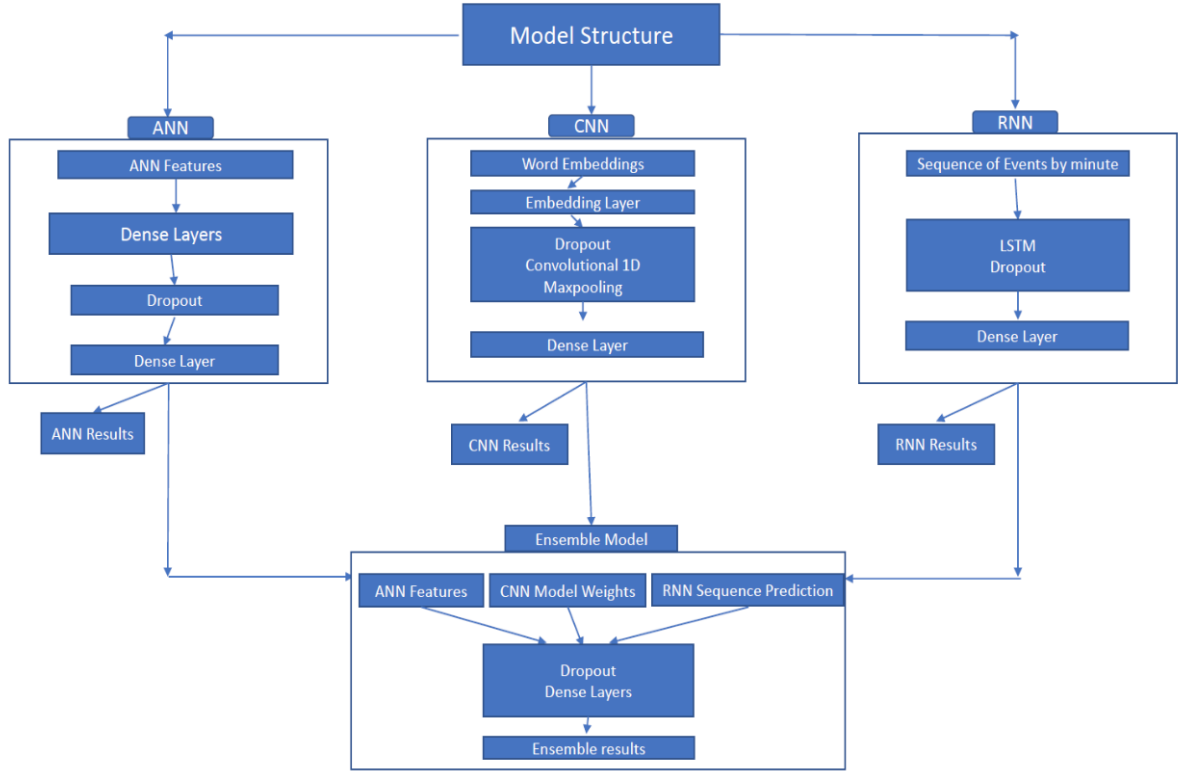 Model Structure
ANN
ANN Features
Dense Layers
Dropout
Dense Layer
ANN Results
CNN
Word Embeddings
Embedding Layer
Dropout
Convolutional 1D
Maxpooling
Dense Layer
CNN Results
RNN
Sequence of Events by minute
LSTM
Dropout
Dense Layer
RNN Results
Ensemble Model
ANN Features
CNN Model Weights
RNN Sequence Prediction
Dropout
Dense Layers
Ensemble results